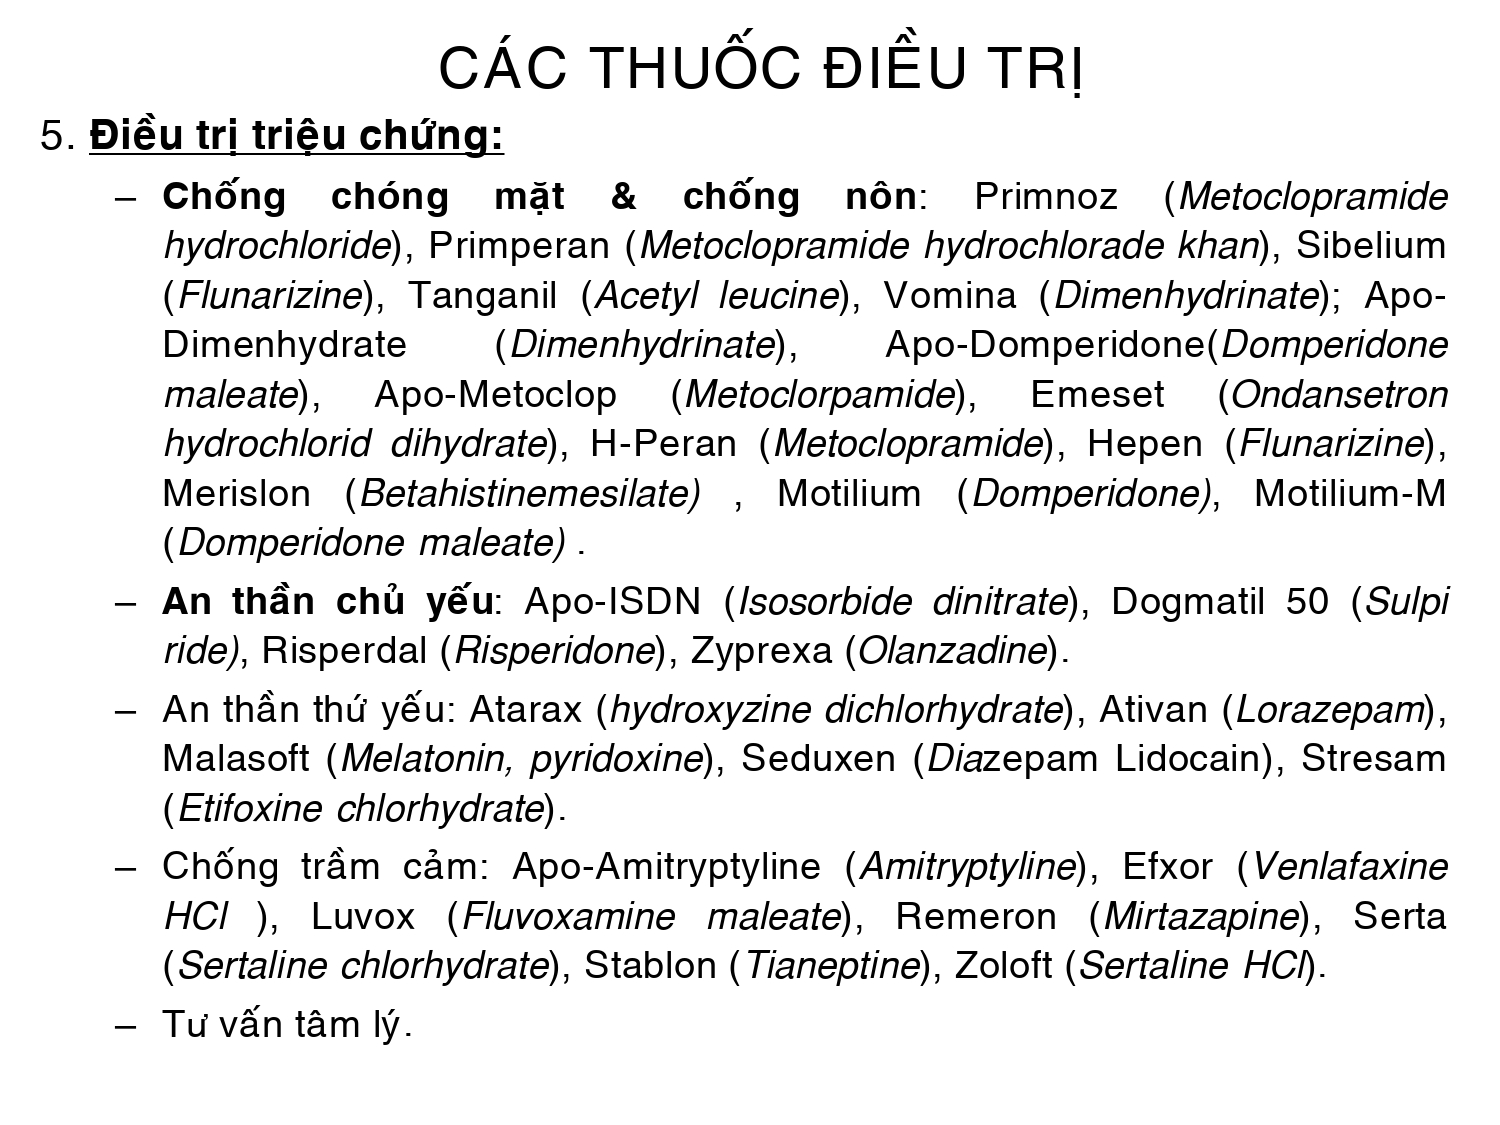 CÁC THUỐC ĐIỀU TRỊ
5. Điều trị triệu chứng:
– Chống chóng mặt & chống nôn: Primnoz (Metoclopramide
hydrochloride), Primperan (Metoclopramide hydrochlorade khan), Sibelium
(Flunarizine), Tanganil (Acetyl leucine), Vomina (Dimenhydrinate); Apo-
Dimenhydrate (Dimenhydrinate), Apo-Domperidone(Domperidone
maleate), Apo-Metoclop (Metoclorpamide), Emeset (Ondansetron
hydrochlorid dihydrate), H-Peran (Metoclopramide), Hepen (Flunarizine),
Merislon (Betahistinemesilate) , Motilium (Domperidone), Motilium-M
(Domperidone maleate) .
– An thần chủ yếu: Apo-ISDN (Isosorbide dinitrate), Dogmatil 50 (Sulpi
ride), Risperdal (Risperidone), Zyprexa (Olanzadine).
– An thần thứ yếu: Atarax (hydroxyzine dichlorhydrate), Ativan (Lorazepam),
Malasoft (Melatonin, pyridoxine), Seduxen (Diazepam Lidocain), Stresam
(Etifoxine chlorhydrate).
– Chống trầm cảm: Apo-Amitryptyline (Amitryptyline), Efxor (Venlafaxine
HCl ), Luvox (Fluvoxamine maleate), Remeron (Mirtazapine), Serta
(Sertaline chlorhydrate), Stablon (Tianeptine), Zoloft (Sertaline HCl).
– Tư vấn tâm lý.